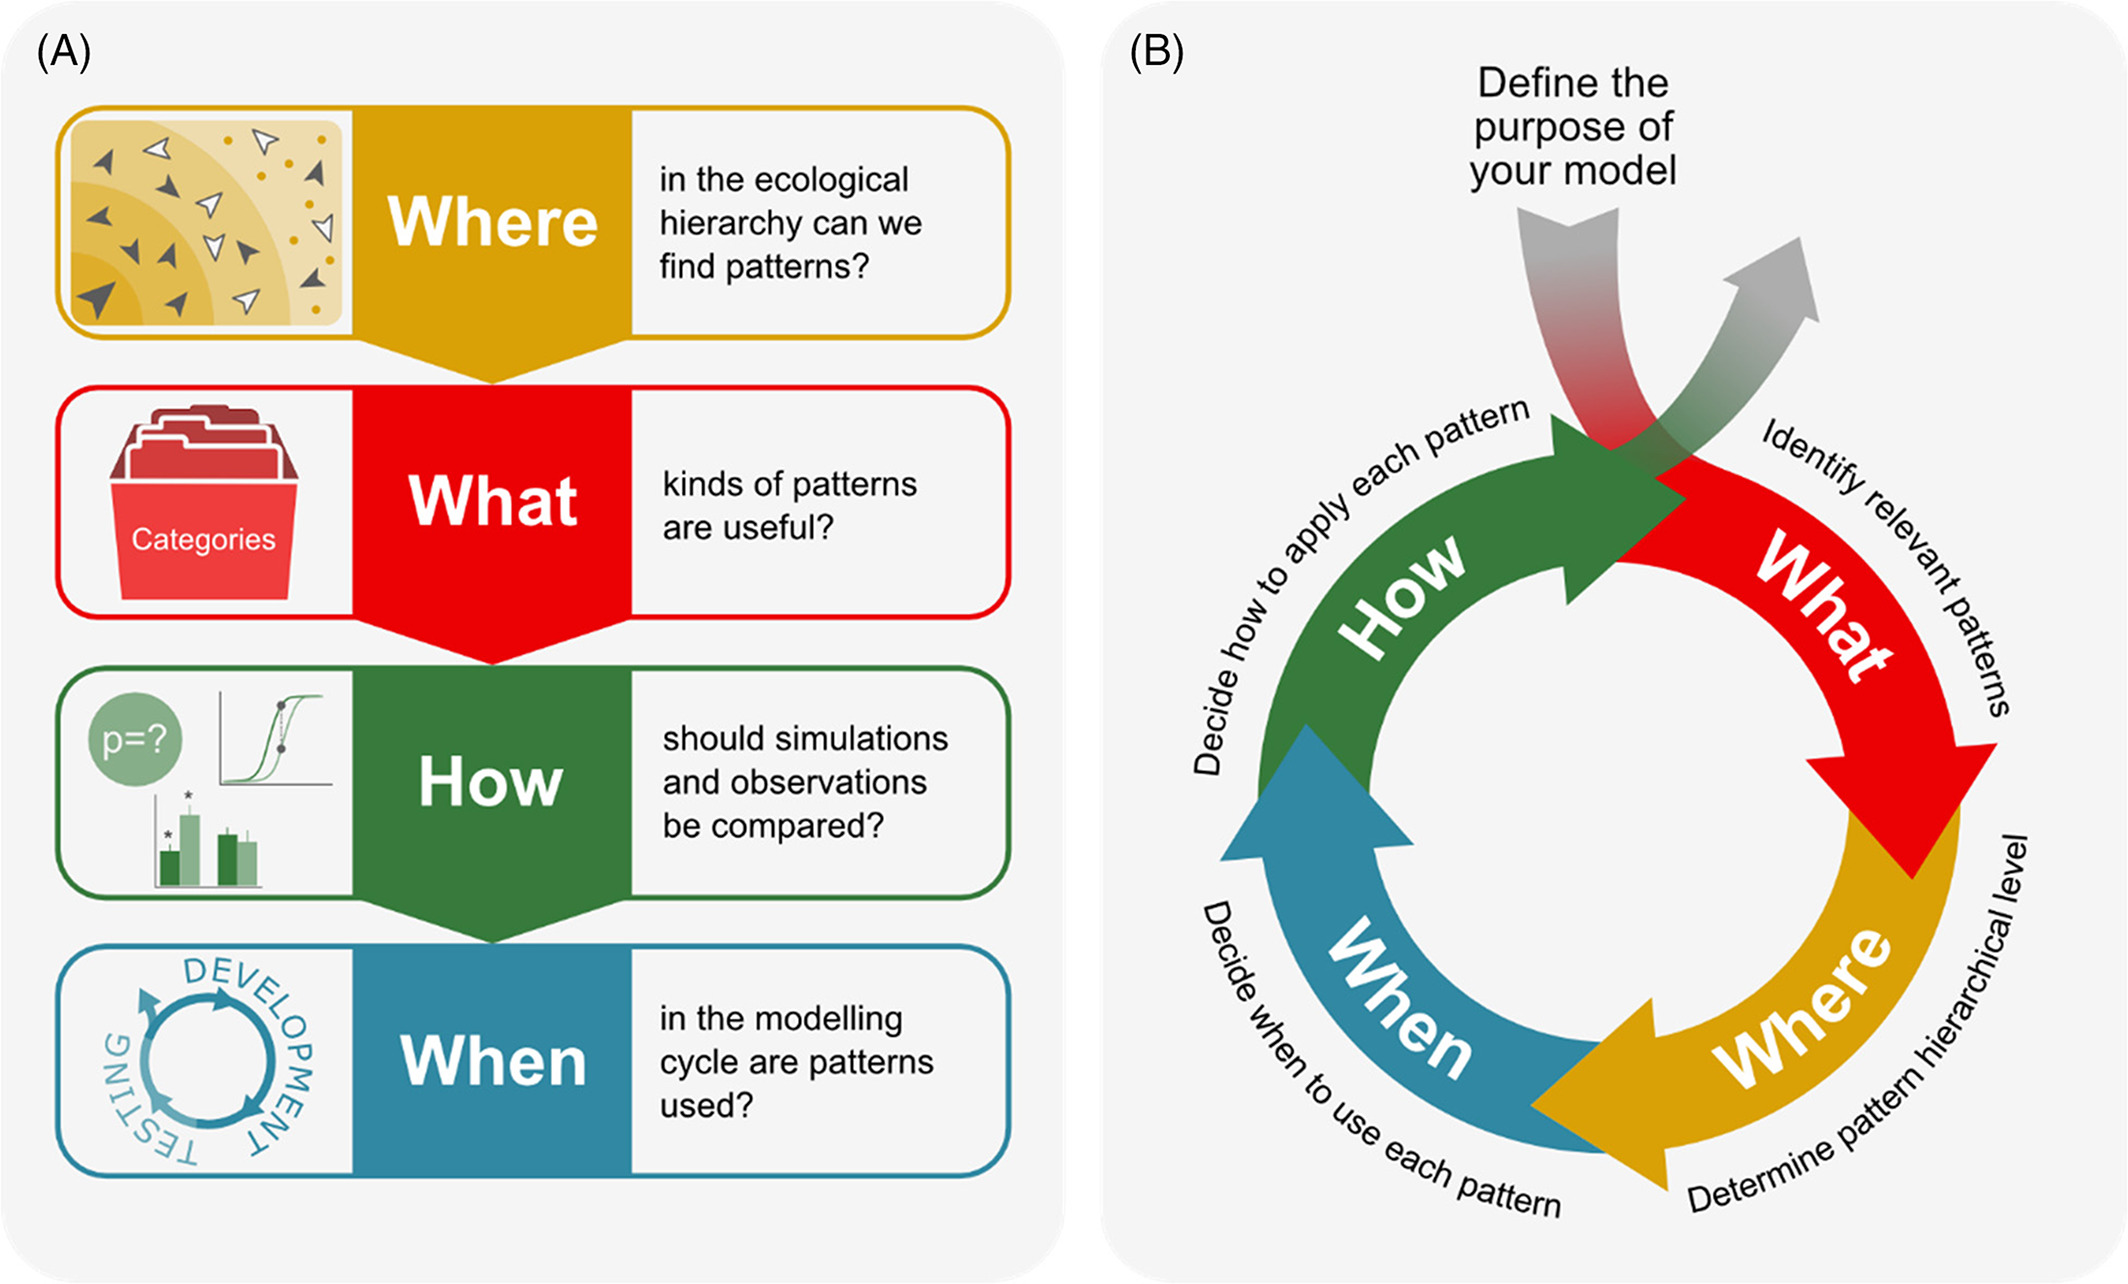 (A)
Where
in the ecological
hierarchy can we
find patterns?
Categories
What
kinds of patterns
are useful?
p=?
*
*
How
should simulations
and observations
be compared?
DEVELOPMENT
TESTING
When
in the modelling
cycle are patterns
used?
(B)
Define the
purpose of
your model
Identify relevant patterns
What
Determine pattern hierarchical level
Where
Decide when to use each pattern
When
Decide how to apply each pattern
How